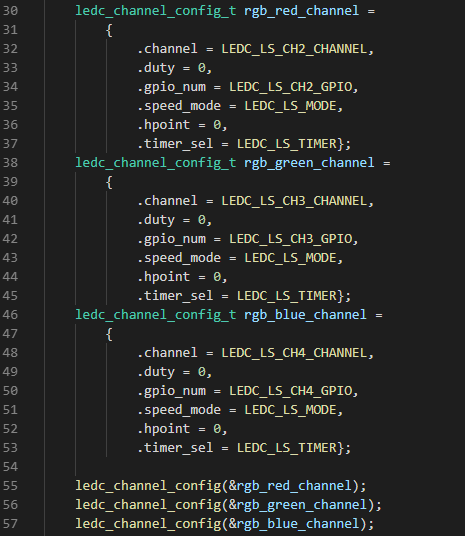 30 ledc_channel_config_t rgb_red_channel =
31 {
32 .channel = LEDC_LS_CH2_CHANNEL,
33 .duty = 0,
34 .gpio_num = LEDC_LS_CH2_GPIO,
35 .speed_mode = LEDC_LS_MODE,
36 .hpoint = 0,
37 .timer_sel = LEDC_LS_TIMER};
38 ledc_channel_config_t rgb_green_channel =
39 {
40 .channel = LEDC_LS_CH3_CHANNEL,
41 .duty = 0,
42 .gpio_num = LEDC_LS_CH3_GPIO,
43 .speed_mode = LEDC_LS_MODE,
44 .hpoint = 0,
45 .timer_sel = LEDC_LS_TIMER};
46 ledc_channel_config_t rgb_blue_channel =
47 {
48 .channel = LEDC_LS_CH4_CHANNEL,
49 .duty = 0,
50 .gpio_num = LEDC_LS_CH4_GPIO,
51 .speed_mode = LEDC_LS_MODE,
52 .hpoint = 0,
53 .timer_sel = LEDC_LS_TIMER};
54
55 ledc_channel_config(&rgb_red_channel);
56 ledc_channel_config(&rgb_green_channel);
57 ledc_channel_config(&rgb_blue_channel);